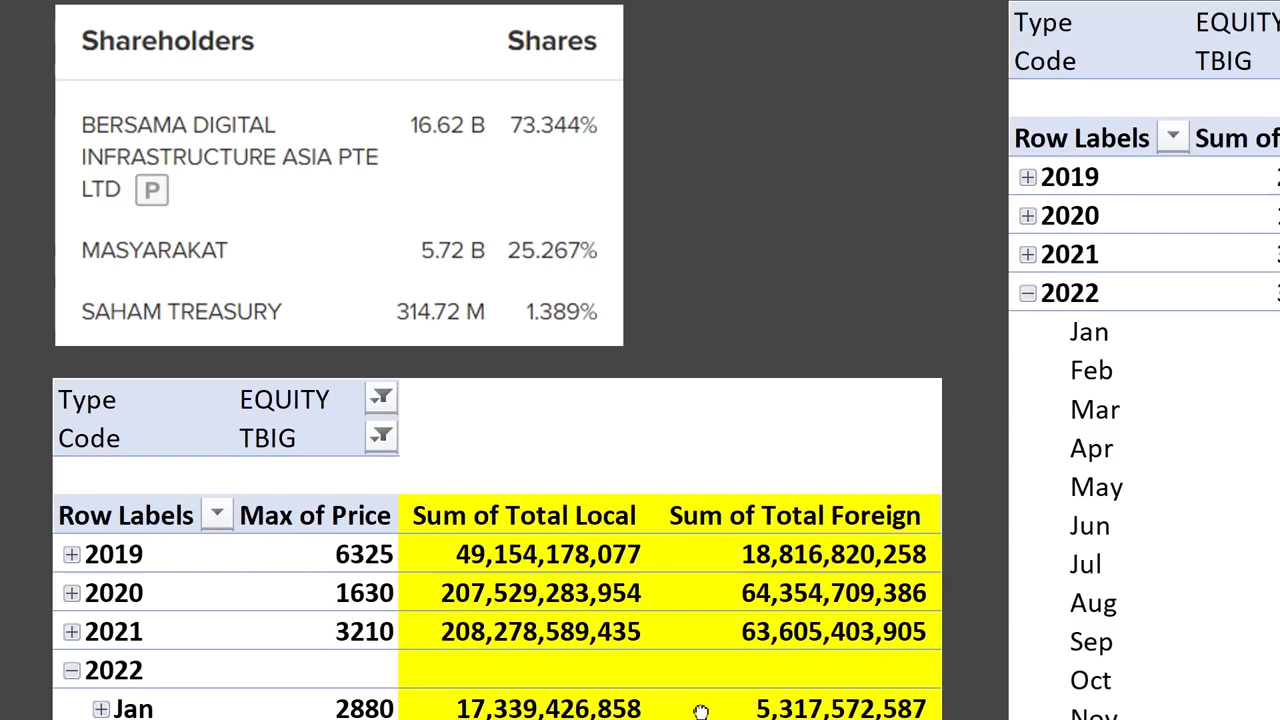 Shareholders Shares
BERSAMA DIGITAL 16.62 B 73.344%
INFRASTRUCTURE ASIA PTE
LTD P
MASYARAKAT 5.72 B 25.267%
SAHAM TREASURY 314.72 M 1.389%
Type EQUITY
Code TBIG
Row Labels Max of Price Sum of Total Local Sum of Total Foreign
2019 6325 49,154,178,077 18,816,820,258
2020 1630 207,529,283,954 64,354,709,386
2021 3210 208,278,589,435 63,605,403,905
2022
Jan 2880 17,339,426,858 5,317,572,587
Type EQUITY
Code TBIG
Row Labels Sum of
2019
2020
2021
2022
Jan
Feb
Mar
Apr
May
Jun
Jul
Aug
Sep
Oct
Nov